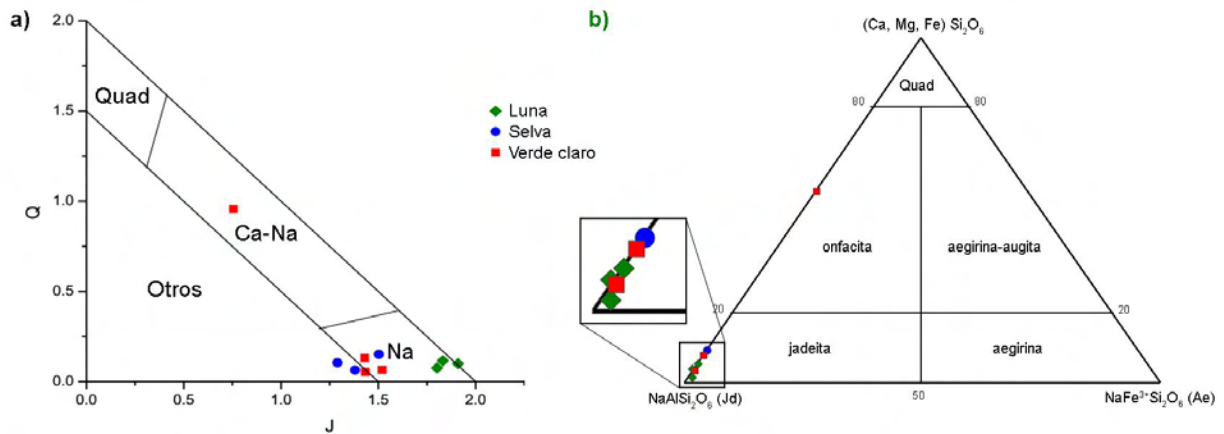 a)
2.0
1.5
1.0
0.5
0.0
Q
Quad
Ca-Na
Otros
Na
0.0
0.5
1.0
1.5
2.0
J
Luna
Selva
Verde claro
b)
(Ca, Mg, Fe) Si₂O₆
Quad
80
80
onfacita
aegirina-augita
20
20
jadeita
aegirina
NaAlSi₂O₆ (Jd)
50
NaFe³⁺Si₂O₆ (Ae)